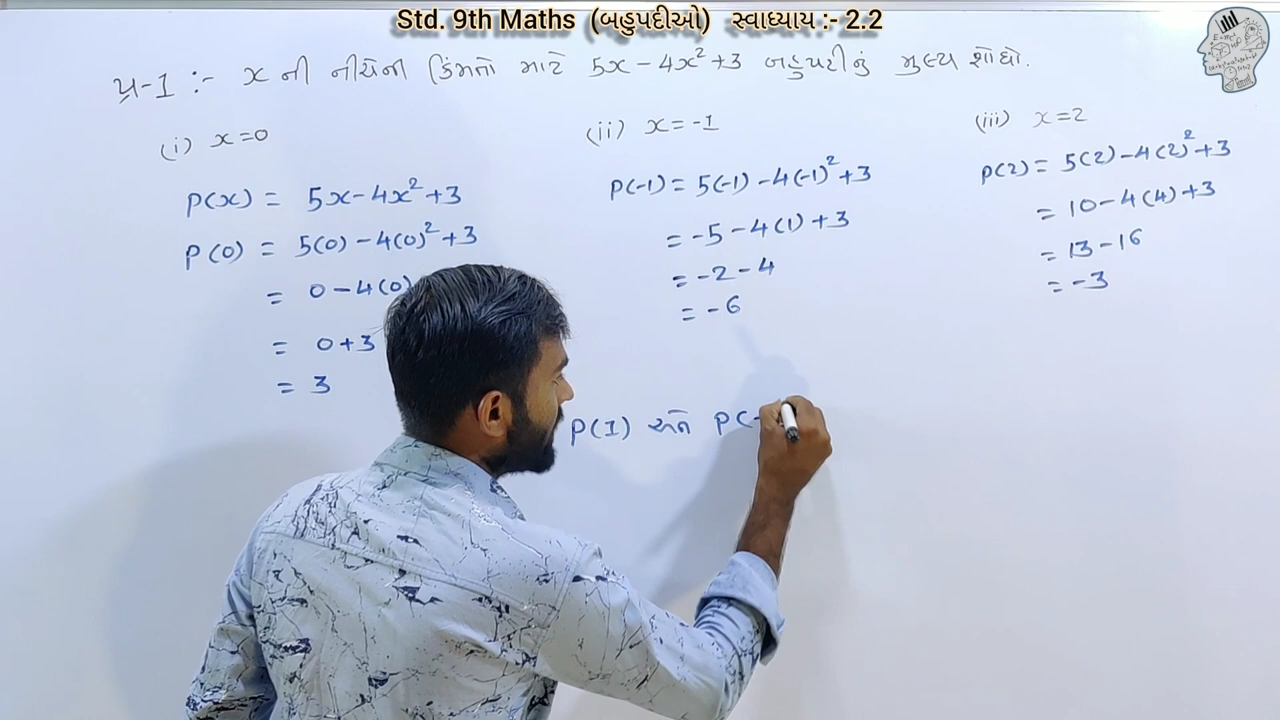 Std. 9th Maths (બહુપદીઓ) સ્વાધ્યાય :- 2.2
પ્ર-1 :- x ની નીચેની કિંમતો માટે 5x - 4x² + 3 બહુપદીનું મુલ્ય શોધો.
(i) x = 0
P(x) = 5x - 4x² + 3
P(0) = 5(0) - 4(0)² + 3
= 0 - 4(0)
= 0 + 3
= 3
(ii) x = -1
P(-1) = 5(-1) - 4(-1)² + 3
= -5 - 4(1) + 3
= -2 - 4
= -6
(iii) x = 2
P(2) = 5(2) - 4(2)² + 3
= 10 - 4(4) + 3
= 13 - 16
= -3
P(1) અને P(-